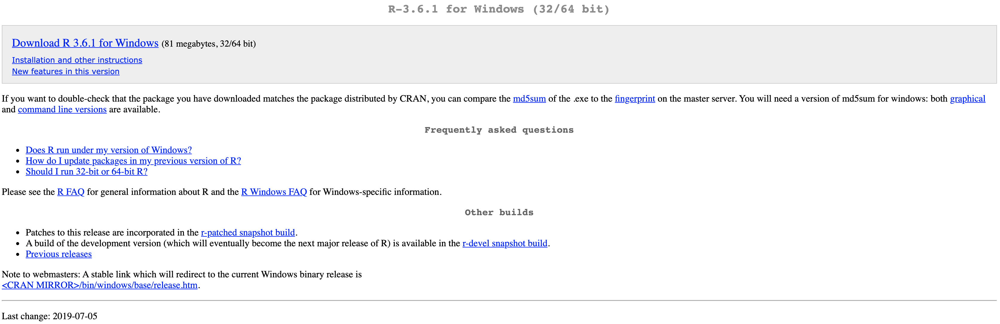 R-3.6.1 for Windows (32/64 bit)
Download R 3.6.1 for Windows (81 megabytes, 32/64 bit)
Installation and other instructions
New features in this version
If you want to double-check that the package you have downloaded matches the package distributed by CRAN, you can compare the md5sum of the .exe to the fingerprint on the master server. You will need a version of md5sum for windows: both graphical
and command line versions are available.
Frequently asked questions
• Does R run under my version of Windows?
• How do I update packages in my previous version of R?
• Should I run 32-bit or 64-bit R?
Please see the R FAQ for general information about R and the R Windows FAQ for Windows-specific information.
Other builds
• Patches to this release are incorporated in the r-patched snapshot build.
• A build of the development version (which will eventually become the next major release of R) is available in the r-devel snapshot build.
• Previous releases
Note to webmasters: A stable link which will redirect to the current Windows binary release is
<CRAN MIRROR>/bin/windows/base/release.htm.
Last change: 2019-07-05